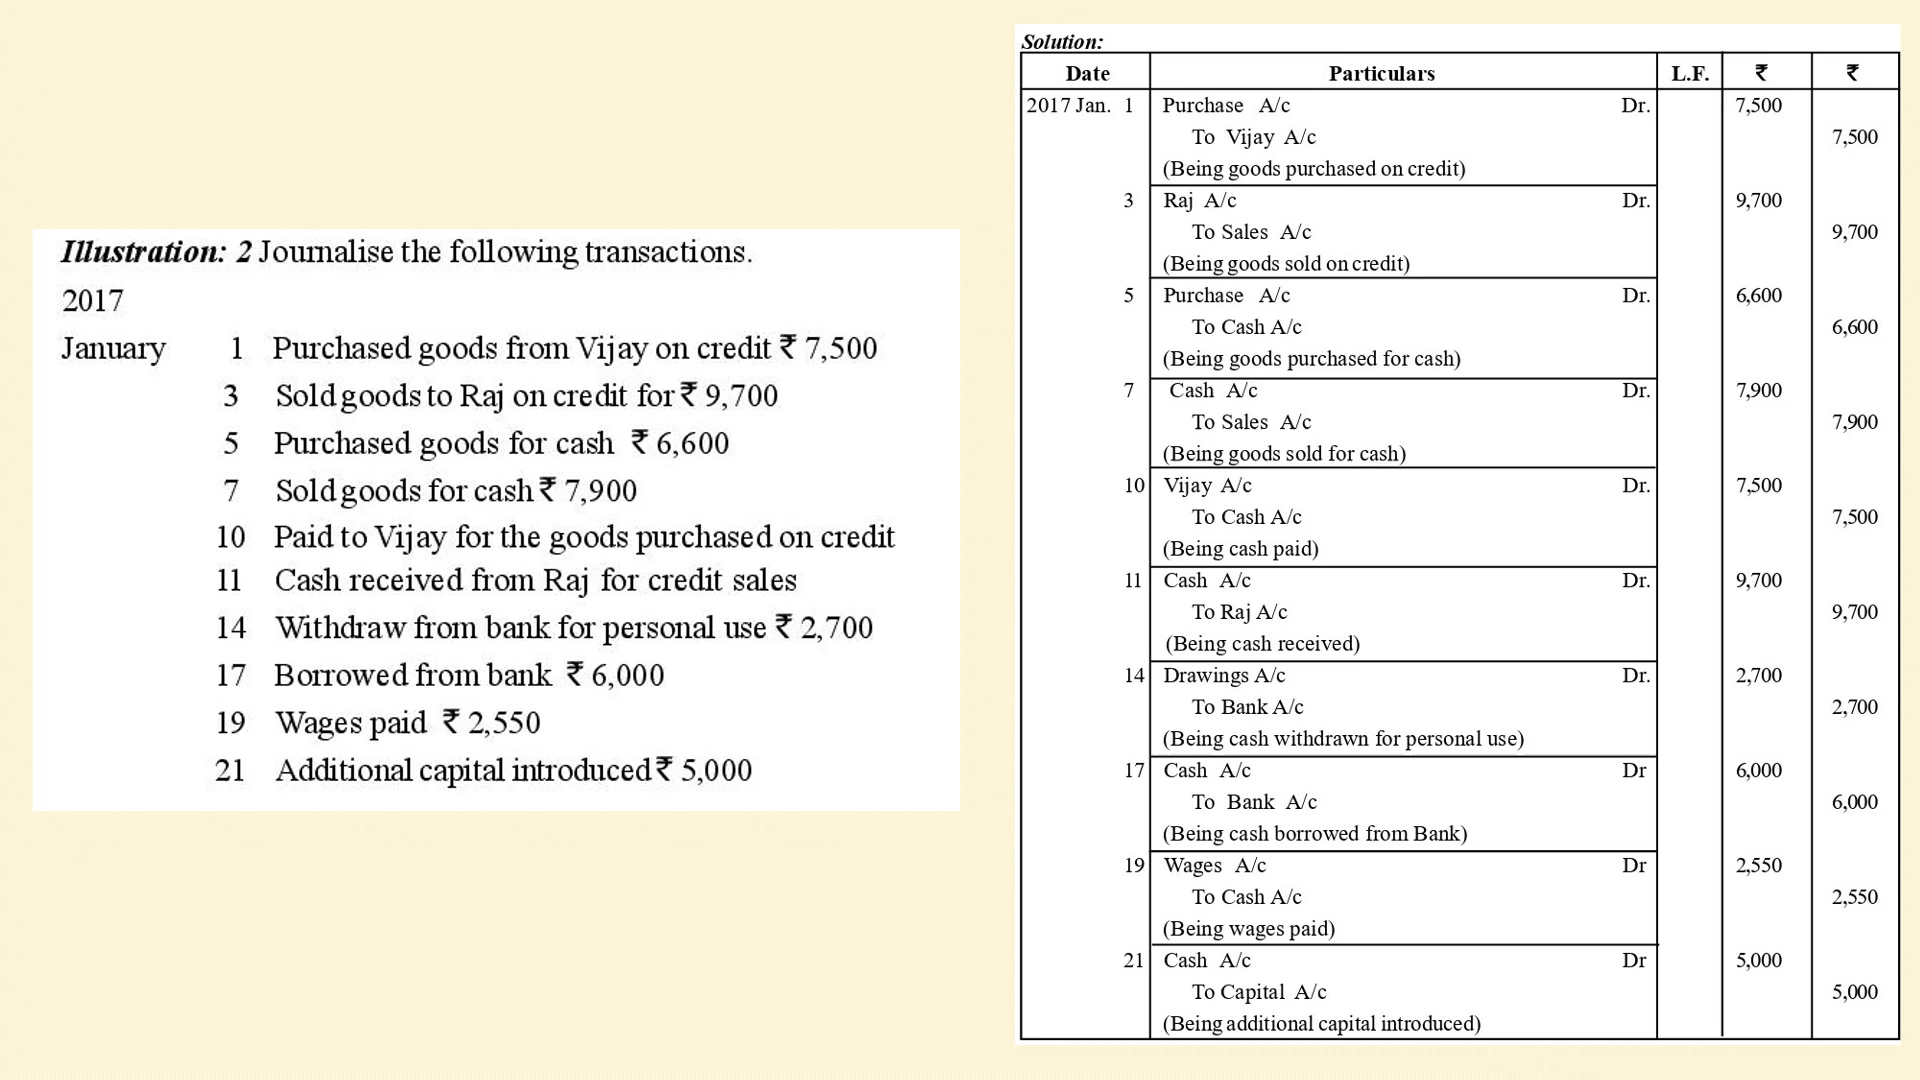 Illustration: 2 Journalise the following transactions.
2017
January 1 Purchased goods from Vijay on credit ₹ 7,500
3 Sold goods to Raj on credit for ₹ 9,700
5 Purchased goods for cash ₹ 6,600
7 Sold goods for cash ₹ 7,900
10 Paid to Vijay for the goods purchased on credit
11 Cash received from Raj for credit sales
14 Withdraw from bank for personal use ₹ 2,700
17 Borrowed from bank ₹ 6,000
19 Wages paid ₹ 2,550
21 Additional capital introduced ₹ 5,000
Solution:
Date Particulars L.F. ₹ ₹
2017 Jan. 1 Purchase A/c Dr. 7,500
To Vijay A/c 7,500
(Being goods purchased on credit)
3 Raj A/c Dr. 9,700
To Sales A/c 9,700
(Being goods sold on credit)
5 Purchase A/c Dr. 6,600
To Cash A/c 6,600
(Being goods purchased for cash)
7 Cash A/c Dr. 7,900
To Sales A/c 7,900
(Being goods sold for cash)
10 Vijay A/c Dr. 7,500
To Cash A/c 7,500
(Being cash paid)
11 Cash A/c Dr. 9,700
To Raj A/c 9,700
(Being cash received)
14 Drawings A/c Dr. 2,700
To Bank A/c 2,700
(Being cash withdrawn for personal use)
17 Cash A/c Dr 6,000
To Bank A/c 6,000
(Being cash borrowed from Bank)
19 Wages A/c Dr 2,550
To Cash A/c 2,550
(Being wages paid)
21 Cash A/c Dr 5,000
To Capital A/c 5,000
(Being additional capital introduced)